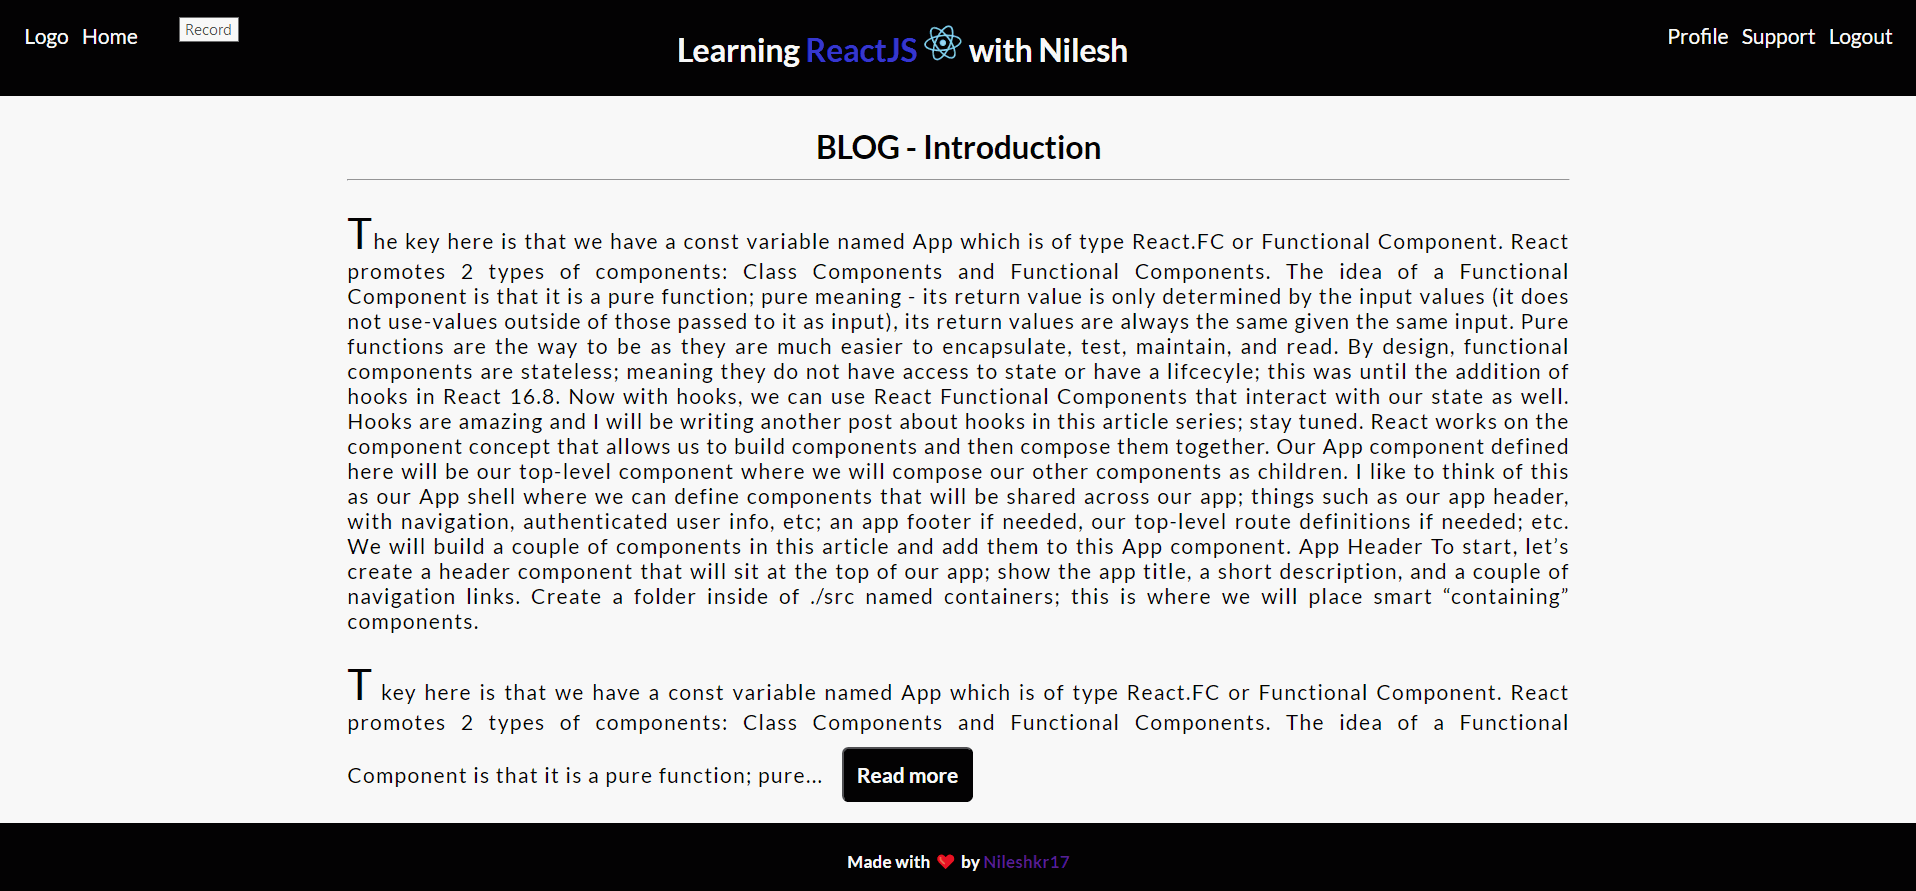 Logo Home
Record
Learning ReactJS with Nilesh
Profile Support Logout
BLOG - Introduction
The key here is that we have a const variable named App which is of type React.FC or Functional Component. React
promotes 2 types of components: Class Components and Functional Components. The idea of a Functional
Component is that it is a pure function; pure meaning - its return value is only determined by the input values (it does
not use-values outside of those passed to it as input), its return values are always the same given the same input. Pure
functions are the way to be as they are much easier to encapsulate, test, maintain, and read. By design, functional
components are stateless; meaning they do not have access to state or have a lifcecyle; this was until the addition of
hooks in React 16.8. Now with hooks, we can use React Functional Components that interact with our state as well.
Hooks are amazing and I will be writing another post about hooks in this article series; stay tuned. React works on the
component concept that allows us to build components and then compose them together. Our App component defined
here will be our top-level component where we will compose our other components as children. I like to think of this
as our App shell where we can define components that will be shared across our app; things such as our app header,
with navigation, authenticated user info, etc; an app footer if needed, our top-level route definitions if needed; etc.
We will build a couple of components in this article and add them to this App component. App Header To start, let’s
create a header component that will sit at the top of our app; show the app title, a short description, and a couple of
navigation links. Create a folder inside of ./src named containers; this is where we will place smart “containing”
components.
T key here is that we have a const variable named App which is of type React.FC or Functional Component. React
promotes 2 types of components: Class Components and Functional Components. The idea of a Functional
Component is that it is a pure function; pure... Read more
Made with ❤️ by Nileshkr17